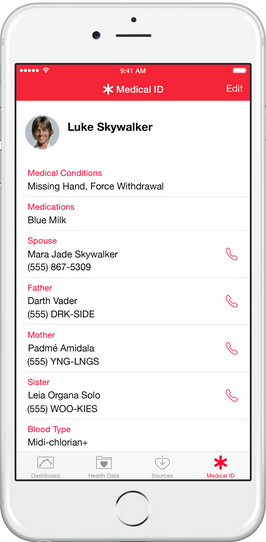 9:41 AM
Medical ID
Edit
Luke Skywalker
Medical Conditions
Missing Hand, Force Withdrawal
Medications
Blue Milk
Spouse
Mara Jade Skywalker
(555) 867-5309
Father
Darth Vader
(555) DRK-SIDE
Mother
Padmé Amidala
(555) YNG-LNGS
Sister
Leia Organa Solo
(555) WOO-KIES
Blood Type
Midi-chlorian+
Dashboard
Health Data
Sources
Medical ID